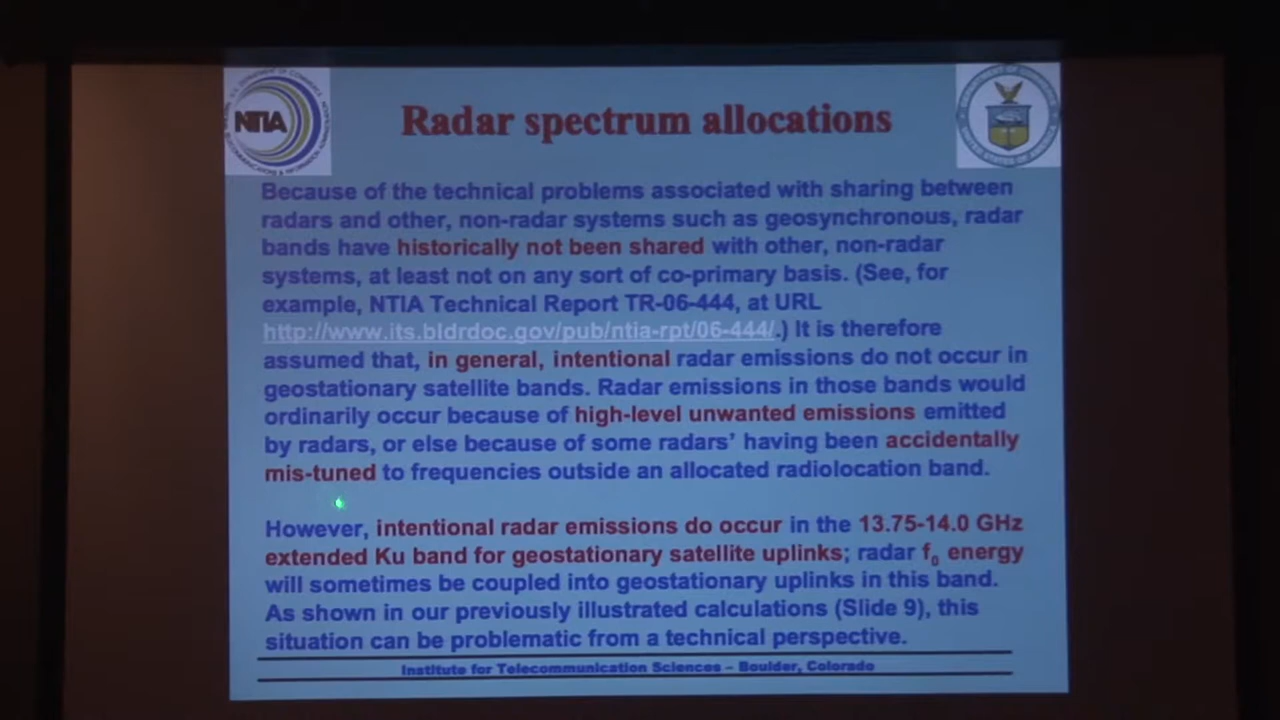 NTIA
Radar spectrum allocations
Because of the technical problems associated with sharing between
radars and other, non-radar systems such as geosynchronous, radar
bands have historically not been shared with other, non-radar
systems, at least not on any sort of co-primary basis. (See, for
example, NTIA Technical Report TR-06-444, at URL
http://www.its.bldrdoc.gov/pub/ntia-rpt/06-444/.) It is therefore
assumed that, in general, intentional radar emissions do not occur in
geostationary satellite bands. Radar emissions in those bands would
ordinarily occur because of high-level unwanted emissions emitted
by radars, or else because of some radars’ having been accidentally
mis-tuned to frequencies outside an allocated radiolocation band.
However, intentional radar emissions do occur in the 13.75-14.0 GHz
extended Ku band for geostationary satellite uplinks; radar f₀ energy
will sometimes be coupled into geostationary uplinks in this band.
As shown in our previously illustrated calculations (Slide 9), this
situation can be problematic from a technical perspective.
Institute for Telecommunication Sciences – Boulder, Colorado